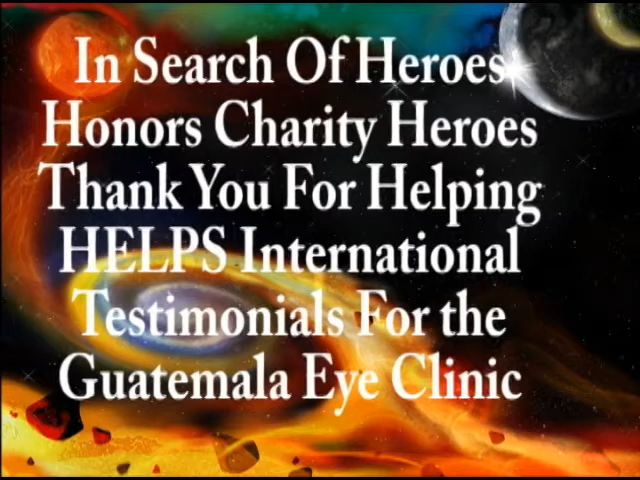 In Search Of Heroes
Honors Charity Heroes
Thank You For Helping
HELPS International
Testimonials For the
Guatemala Eye Clinic